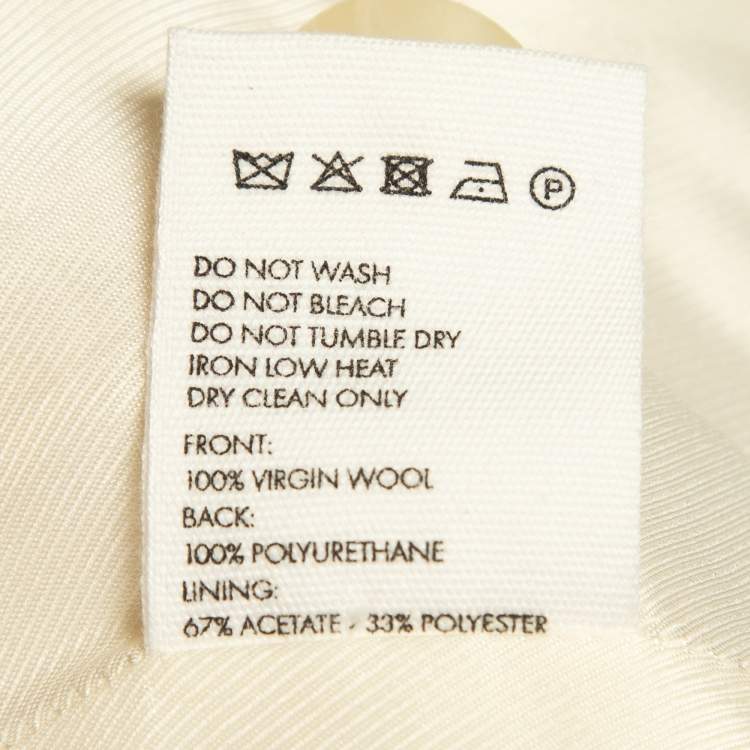 P
DO NOT WASH
DO NOT BLEACH
DO NOT TUMBLE DRY
IRON LOW HEAT
DRY CLEAN ONLY
FRONT:
100% VIRGIN WOOL
BACK:
100% POLYURETHANE
LINING:
67% ACETATE - 33% POLYESTER